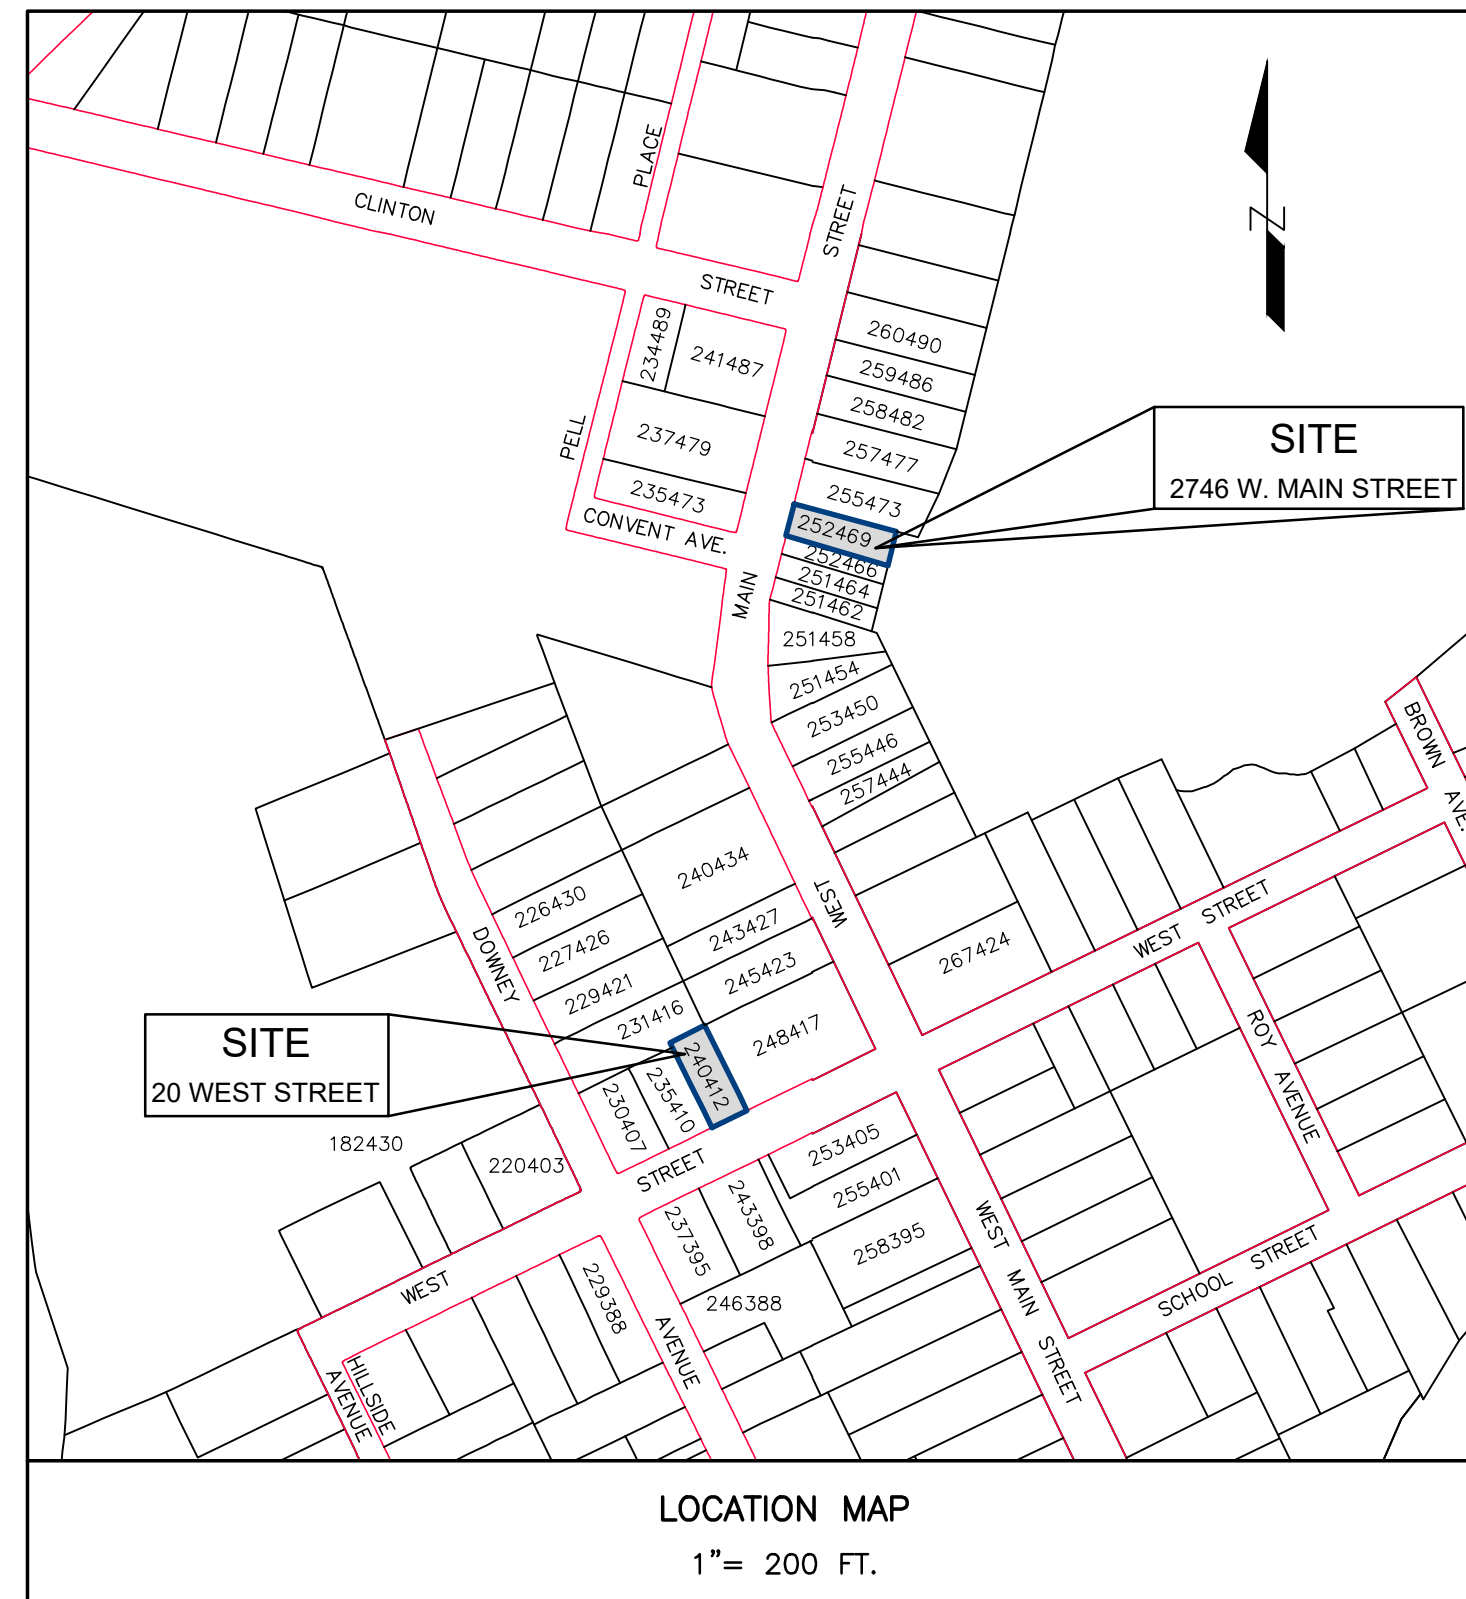 PLACE
CLINTON
STREET
STREET
234489
241487
260490
259486
258482
237479
PELL
257477
SITE
2746 W. MAIN STREET
235473
255473
CONVENT AVE.
252469
252466
251464
251462
MAIN
251458
251454
253450
255446
257444
BROWN
AVE.
240434
WEST
226430
243427
227426
DOWNEY
245423
229421
267424
WEST STREET
231416
248417
SITE
20 WEST STREET
240412
235410
230407
ROY
AVENUE
182430
220403
STREET
253405
255401
243398
237395
258395
WEST
MAIN
STREET
SCHOOL STREET
WEST
229388
246388
AVENUE
HILLSIDE
AVENUE
N
LOCATION MAP
1"= 200 FT.